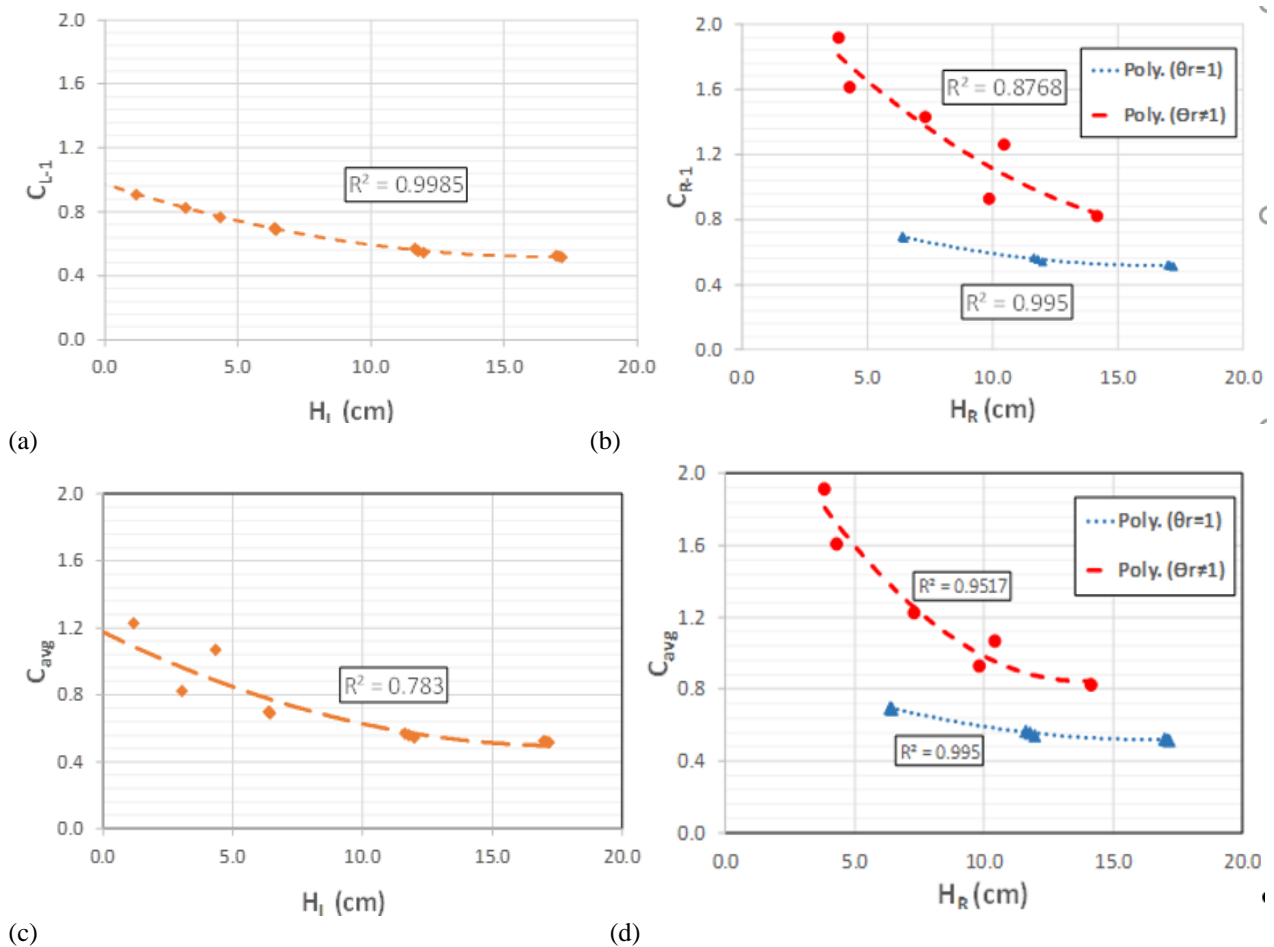 2.0
1.6
1.2
0.8
0.4
0.0
C_L-1
R² = 0.9985
0.0 5.0 10.0 15.0 20.0
H_L (cm)
(a)
2.0
1.6
1.2
0.8
0.4
0.0
C_R-1
Poly. (θr=1)
Poly. (Θr≠1)
R² = 0.8768
R² = 0.995
0.0 5.0 10.0 15.0 20.0
H_R (cm)
(b)
2.0
1.6
1.2
0.8
0.4
0.0
C_avg
R² = 0.783
0.0 5.0 10.0 15.0 20.0
H_L (cm)
(c)
2.0
1.6
1.2
0.8
0.4
0.0
C_avg
Poly. (θr=1)
Poly. (Θr≠1)
R² = 0.9517
R² = 0.995
0.0 5.0 10.0 15.0 20.0
H_R (cm)
(d)